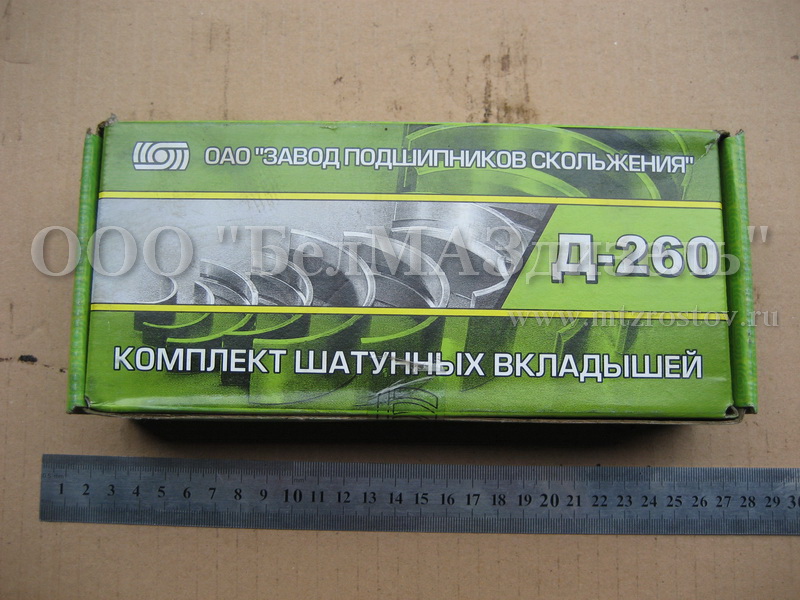 ОАО "ЗАВОД ПОДШИПНИКОВ СКОЛЬЖЕНИЯ"
ООО "БелМАЗдизель"
Д-260
www.mtzrostov.ru
КОМПЛЕКТ ШАТУННЫХ ВКЛАДЫШЕЙ
1 2 3 4 5 6 7 8 9 10 11 12 13 14 15 16 17 18 19 20 21 22 23 24 25 26 27 28 29 30